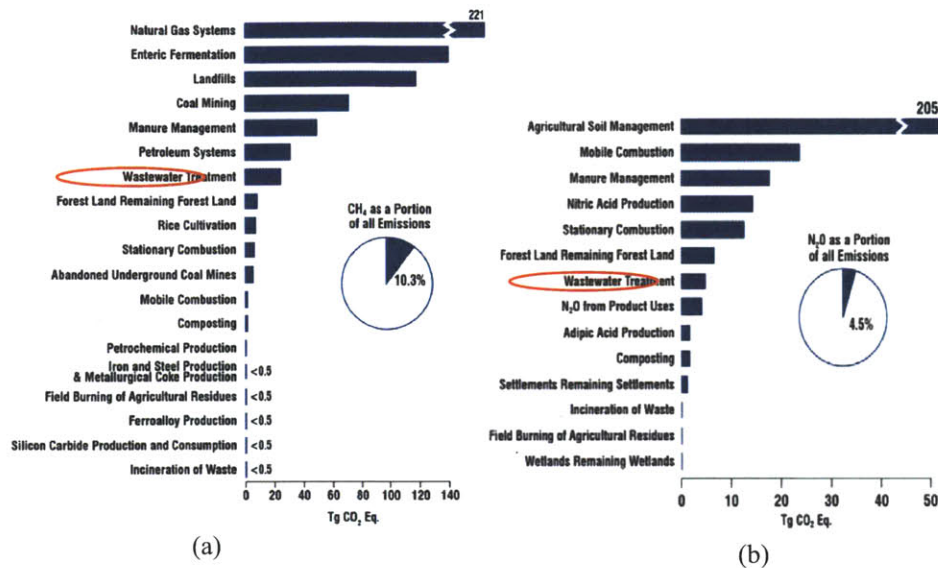 221
Natural Gas Systems
Enteric Fermentation
Landfills
Coal Mining
Manure Management
Petroleum Systems
Wastewater Treatment
Forest Land Remaining Forest Land
Rice Cultivation
Stationary Combustion
Abandoned Underground Coal Mines
Mobile Combustion
Composting
Petrochemical Production
Iron and Steel Production
& Metallurgical Coke Production <0.5
Field Burning of Agricultural Residues <0.5
Ferroalloy Production <0.5
Silicon Carbide Production and Consumption <0.5
Incineration of Waste <0.5
CH₄ as a Portion
of all Emissions
10.3%
0 20 40 60 80 100 120 140
Tg CO₂ Eq.
(a)
205
Agricultural Soil Management
Mobile Combustion
Manure Management
Nitric Acid Production
Stationary Combustion
Forest Land Remaining Forest Land
Wastewater Treatment
N₂O from Product Uses
Adipic Acid Production
Composting
Settlements Remaining Settlements
Incineration of Waste
Field Burning of Agricultural Residues
Wetlands Remaining Wetlands
N₂O as a Portion
of all Emissions
4.5%
0 10 20 30 40 50
Tg CO₂ Eq.
(b)